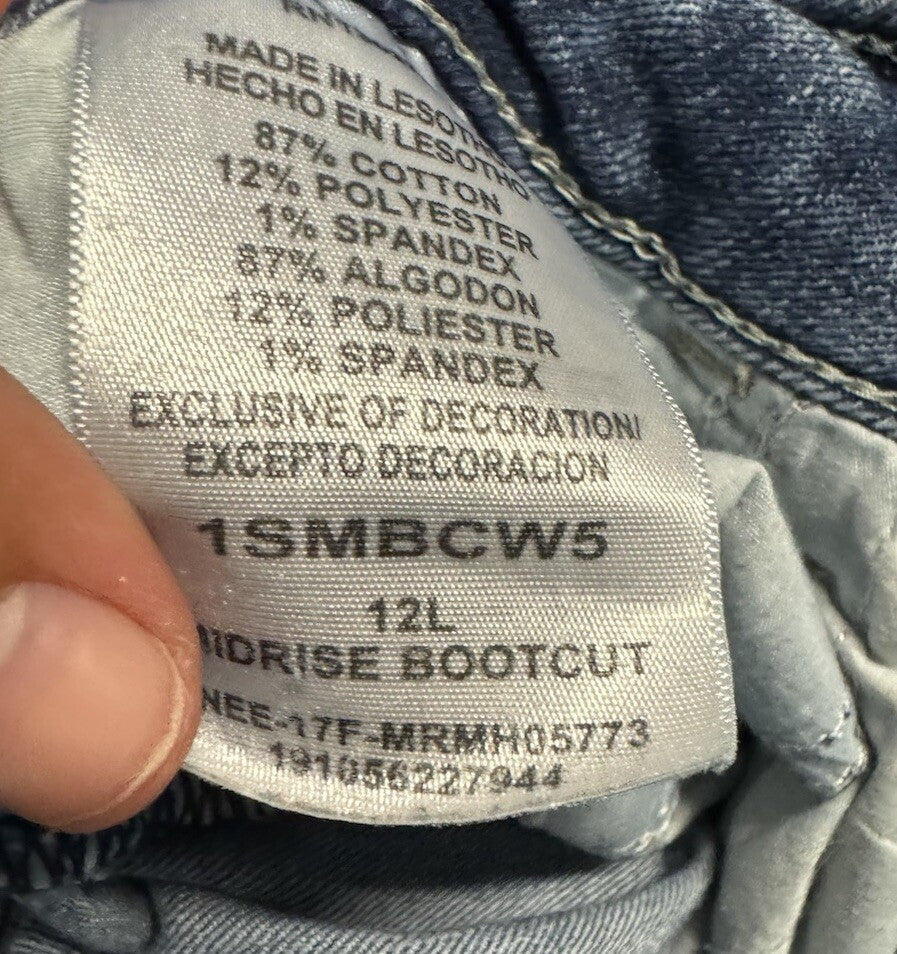 MADE IN LESOTHO
HECHO EN LESOTHO
87% COTTON
12% POLYESTER
1% SPANDEX
87% ALGODON
12% POLIESTER
1% SPANDEX
EXCLUSIVE OF DECORATION/
EXCEPTO DECORACION
1SMBCW5
12L
MIDRISE BOOTCUT
NEE-17F-MRMH05773
191056227944